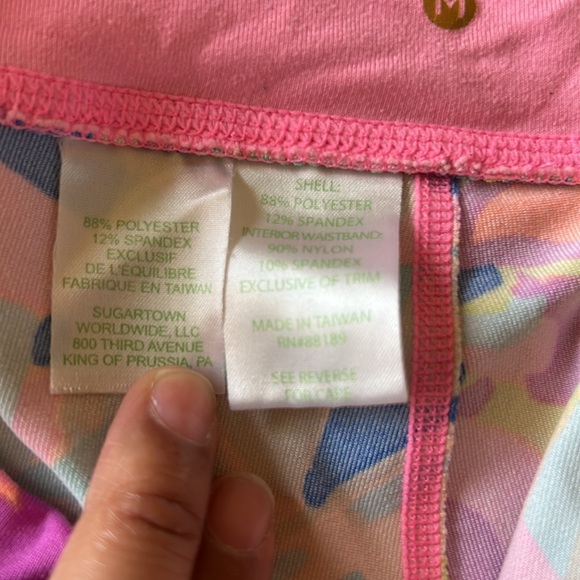 M
88% POLYESTER
12% SPANDEX
EXCLUSIF
DE L'ÉQUILIBRE
FABRIQUE EN TAIWAN
SUGARTOWN
WORLDWIDE, LLC
800 THIRD AVENUE
KING OF PRUSSIA, PA
SHELL:
88% POLYESTER
12% SPANDEX
INTERIOR WAISTBAND:
90% NYLON
10% SPANDEX
EXCLUSIVE OF TRIM
MADE IN TAIWAN
RN#88189
SEE REVERSE
FOR CARE